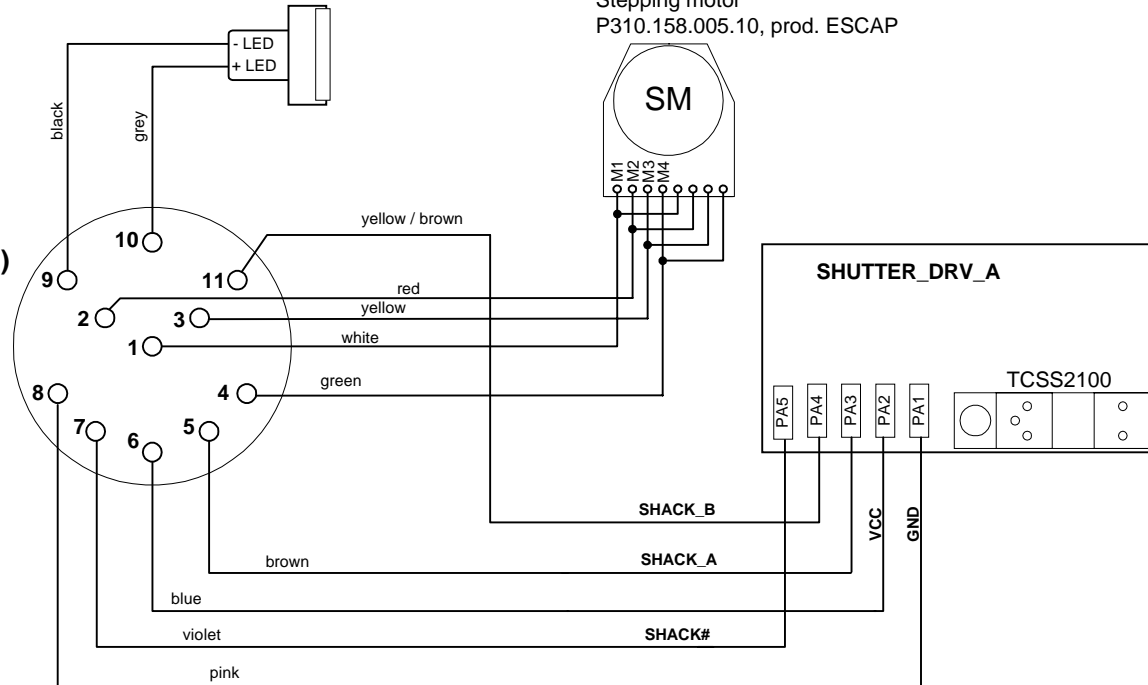 Stepping motor
P310.158.005.10, prod. ESCAP
- LED
+ LED
SM
black
grey
M1
M2
M3
M4
yellow / brown
10
)
9
11
SHUTTER_DRV_A
red
2
3
yellow
1
white
TCSS2100
8
4
green
PA5
PA4
PA3
PA2
PA1
7
6
5
SHACK_B
VCC
GND
brown
SHACK_A
blue
violet
SHACK#
pink